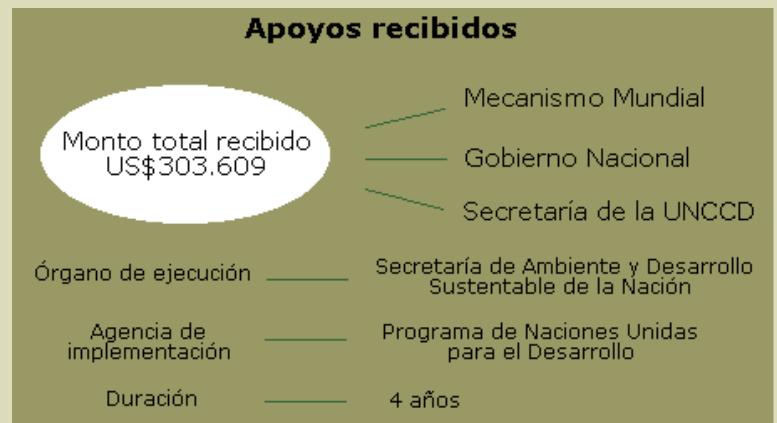 Apoyos recibidos
Monto total recibido
US$303.609
Mecanismo Mundial
Gobierno Nacional
Secretaría de la UNCCD
Órgano de ejecución
Secretaría de Ambiente y Desarrollo
Sustentable de la Nación
Agencia de
implementación
Programa de Naciones Unidas
para el Desarrollo
Duración
4 años